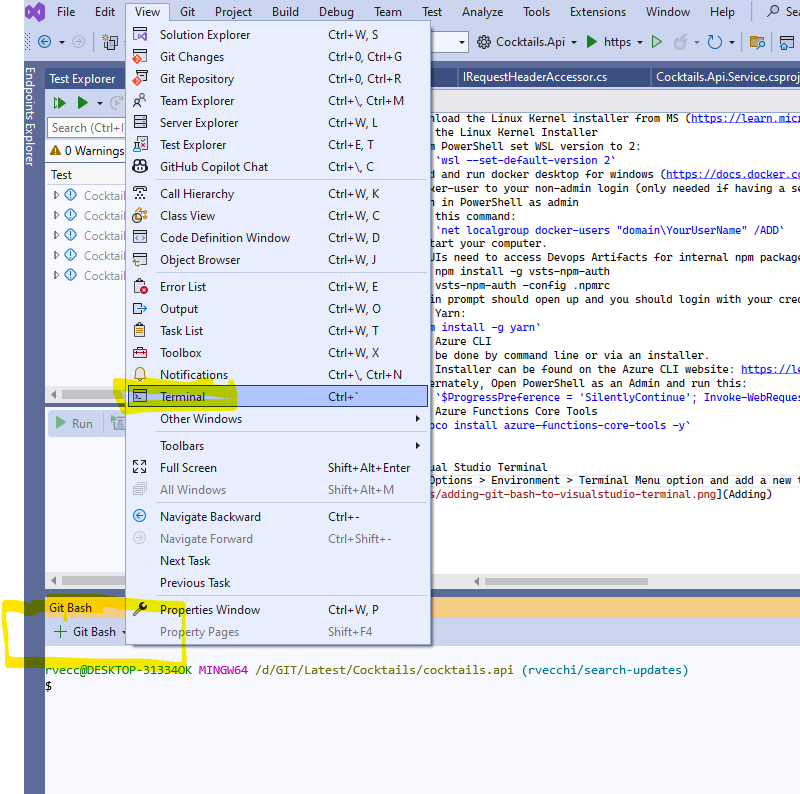 File Edit View Git Project Build Debug Team Test Analyze Tools Extensions Window Help
Cocktails.Api https
Endpoints Explorer
Test Explorer
IRequestHeaderAccessor.cs Cocktails.Api.Service.csproj
Search (Ctrl+I
0 Warnings
Test
Cocktail
Cocktail
Cocktail
Cocktail
Cocktail
Run
Solution Explorer Ctrl+W, S
Git Changes Ctrl+0, Ctrl+G
Git Repository Ctrl+0, Ctrl+R
Team Explorer Ctrl+\, Ctrl+M
Server Explorer Ctrl+W, L
Test Explorer Ctrl+E, T
GitHub Copilot Chat Ctrl+\, C
Call Hierarchy Ctrl+W, K
Class View Ctrl+W, C
Code Definition Window Ctrl+W, D
Object Browser Ctrl+W, J
Error List Ctrl+W, E
Output Ctrl+W, O
Task List Ctrl+W, T
Toolbox Ctrl+W, X
Notifications Ctrl+\, Ctrl+N
Terminal Ctrl+`
Other Windows
Toolbars
Full Screen Shift+Alt+Enter
All Windows Shift+Alt+M
Navigate Backward Ctrl+-
Navigate Forward Ctrl+Shift+-
Next Task
Previous Task
Properties Window Ctrl+W, P
Property Pages Shift+F4
nload the Linux Kernel installer from MS (https://learn.micr
the Linux Kernel Installer
m PowerShell set WSL version to 2:
`wsl --set-default-version 2`
d and run docker desktop for windows (https://docs.docker.co
ker-user to your non-admin login (only needed if having a se
n in PowerShell as admin
this command:
`net localgroup docker-users "domain\YourUserName" /ADD`
tart your computer.
UIs need to access Devops Artifacts for internal npm package
npm install -g vsts-npm-auth
vsts-npm-auth -config .npmrc
in prompt should open up and you should login with your cred
Yarn:
m install -g yarn`
Azure CLI
be done by command line or via an installer.
Installer can be found on the Azure CLI website: https://le
ernately, Open PowerShell as an Admin and run this:
`$ProgressPreference = 'SilentlyContinue'; Invoke-WebReques
Azure Functions Core Tools
oco install azure-functions-core-tools -y`
ual Studio Terminal
Options > Environment > Terminal Menu option and add a new t
s/adding-git-bash-to-visualstudio-terminal.png](Adding)
Git Bash
Git Bash
rvecc@DESKTOP-31334OK MINGW64 /d/GIT/Latest/Cocktails/cocktails.api (rvecchi/search-updates)
$